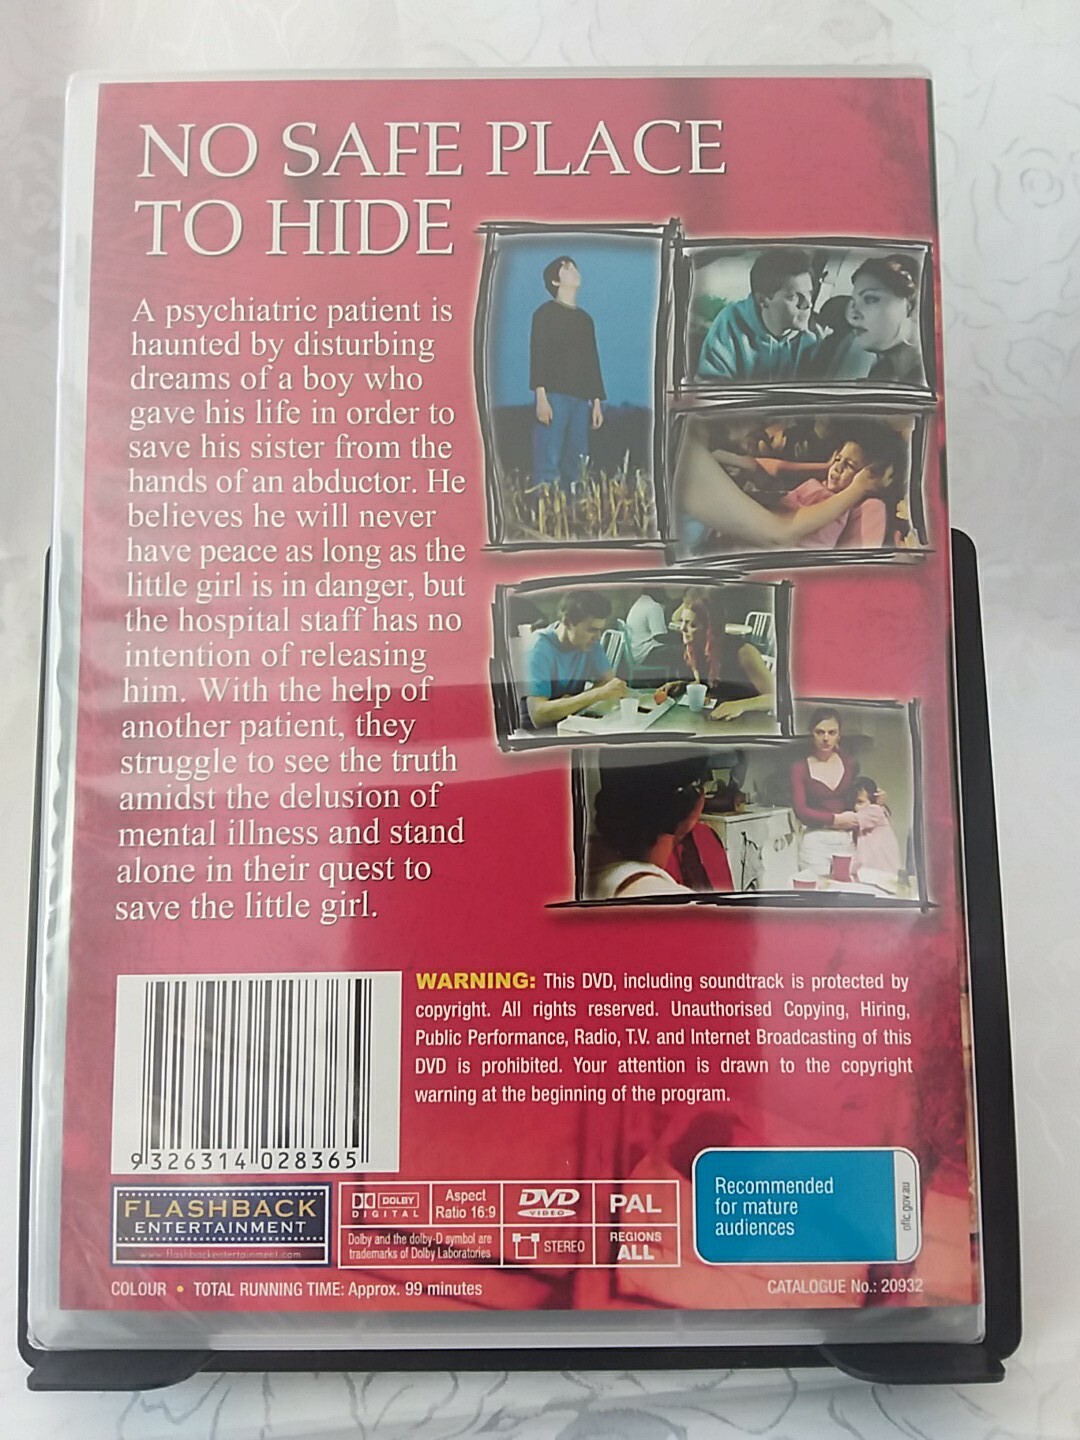 NO SAFE PLACE
TO HIDE
A psychiatric patient is
haunted by disturbing
dreams of a boy who
gave his life in order to
save his sister from the
hands of an abductor. He
believes he will never
have peace as long as the
little girl is in danger, but
the hospital staff has no
intention of releasing
him. With the help of
another patient, they
struggle to see the truth
amidst the delusion of
mental illness and stand
alone in their quest to
save the little girl.
WARNING: This DVD, including soundtrack is protected by
copyright. All rights reserved. Unauthorised Copying, Hiring,
Public Performance, Radio, T.V. and Internet Broadcasting of this
DVD is prohibited. Your attention is drawn to the copyright
warning at the beginning of the program.
9 326314 028365
FLASHBACK
ENTERTAINMENT
www.flashbackentertainment.com
DOLBY
DIGITAL
Aspect
Ratio 16:9
DVD
VIDEO
PAL
Dolby and the dolby-D symbol are
trademarks of Dolby Laboratories
STEREO
REGIONS
ALL
Recommended
for mature
audiences
oflc.gov.au
COLOUR • TOTAL RUNNING TIME: Approx. 99 minutes
CATALOGUE No.: 20932